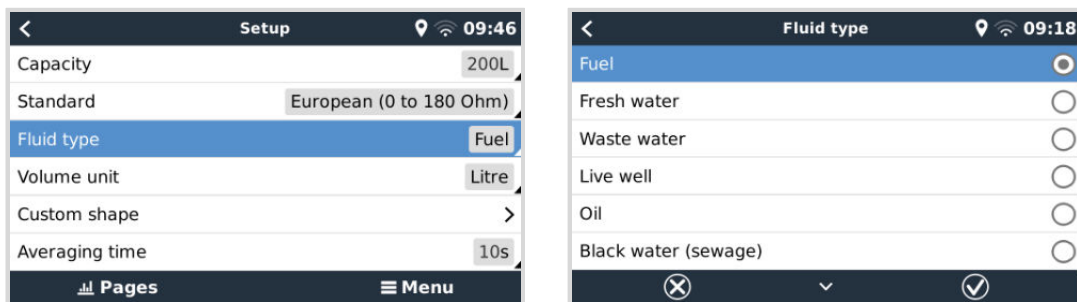 Setup 09:46
Capacity 200L
Standard European (0 to 180 Ohm)
Fluid type Fuel
Volume unit Litre
Custom shape
Averaging time 10s
Pages Menu
Fluid type 09:18
Fuel
Fresh water
Waste water
Live well
Oil
Black water (sewage)